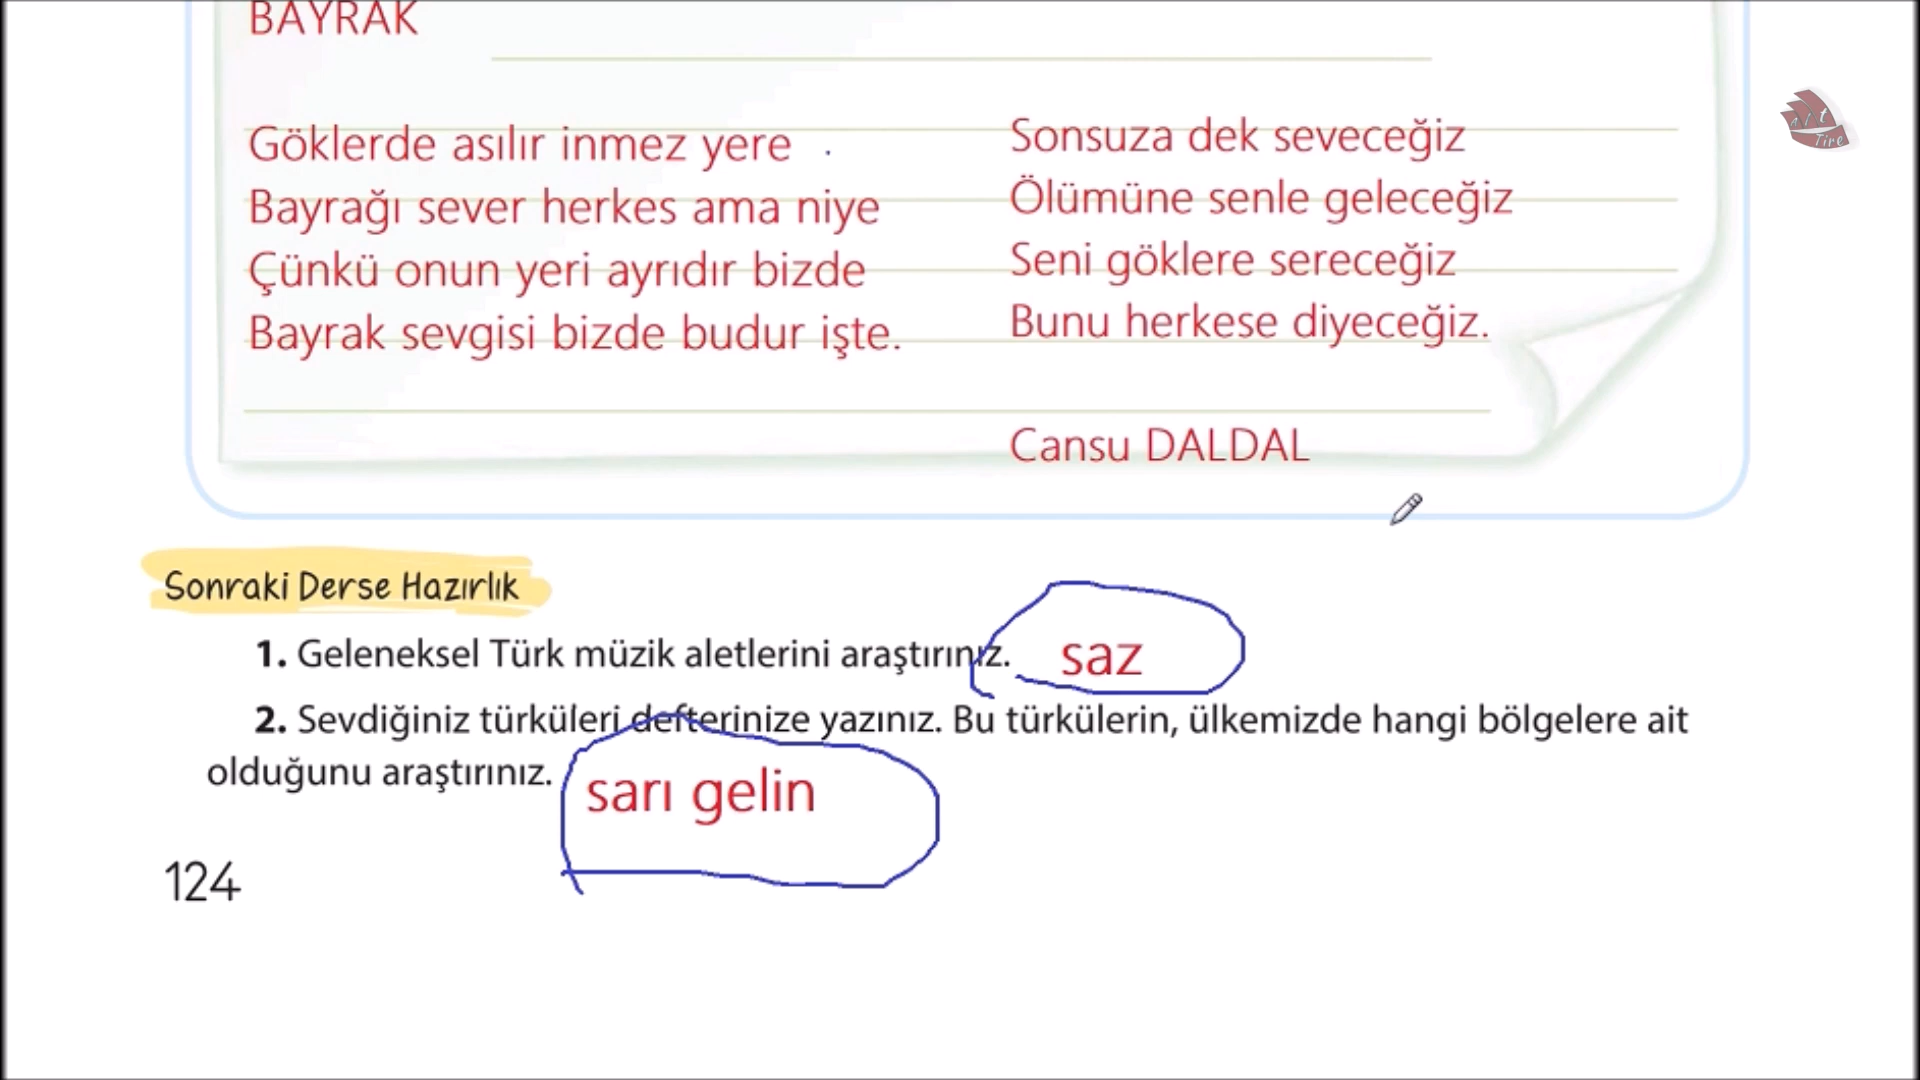 BAYRAK
Göklerde asılır inmez yere
Bayrağı sever herkes ama niye
Çünkü onun yeri ayrıdır bizde
Bayrak sevgisi bizde budur işte.
Sonsuza dek seveceğiz
Ölümüne senle geleceğiz
Seni göklere sereceğiz
Bunu herkese diyeceğiz.
Cansu DALDAL
Sonraki Derse Hazırlık
1. Geleneksel Türk müzik aletlerini araştırınız.
saz
2. Sevdiğiniz türküleri defterinize yazınız. Bu türkülerin, ülkemizde hangi bölgelere ait
olduğunu araştırınız.
sarı gelin
124
Tire